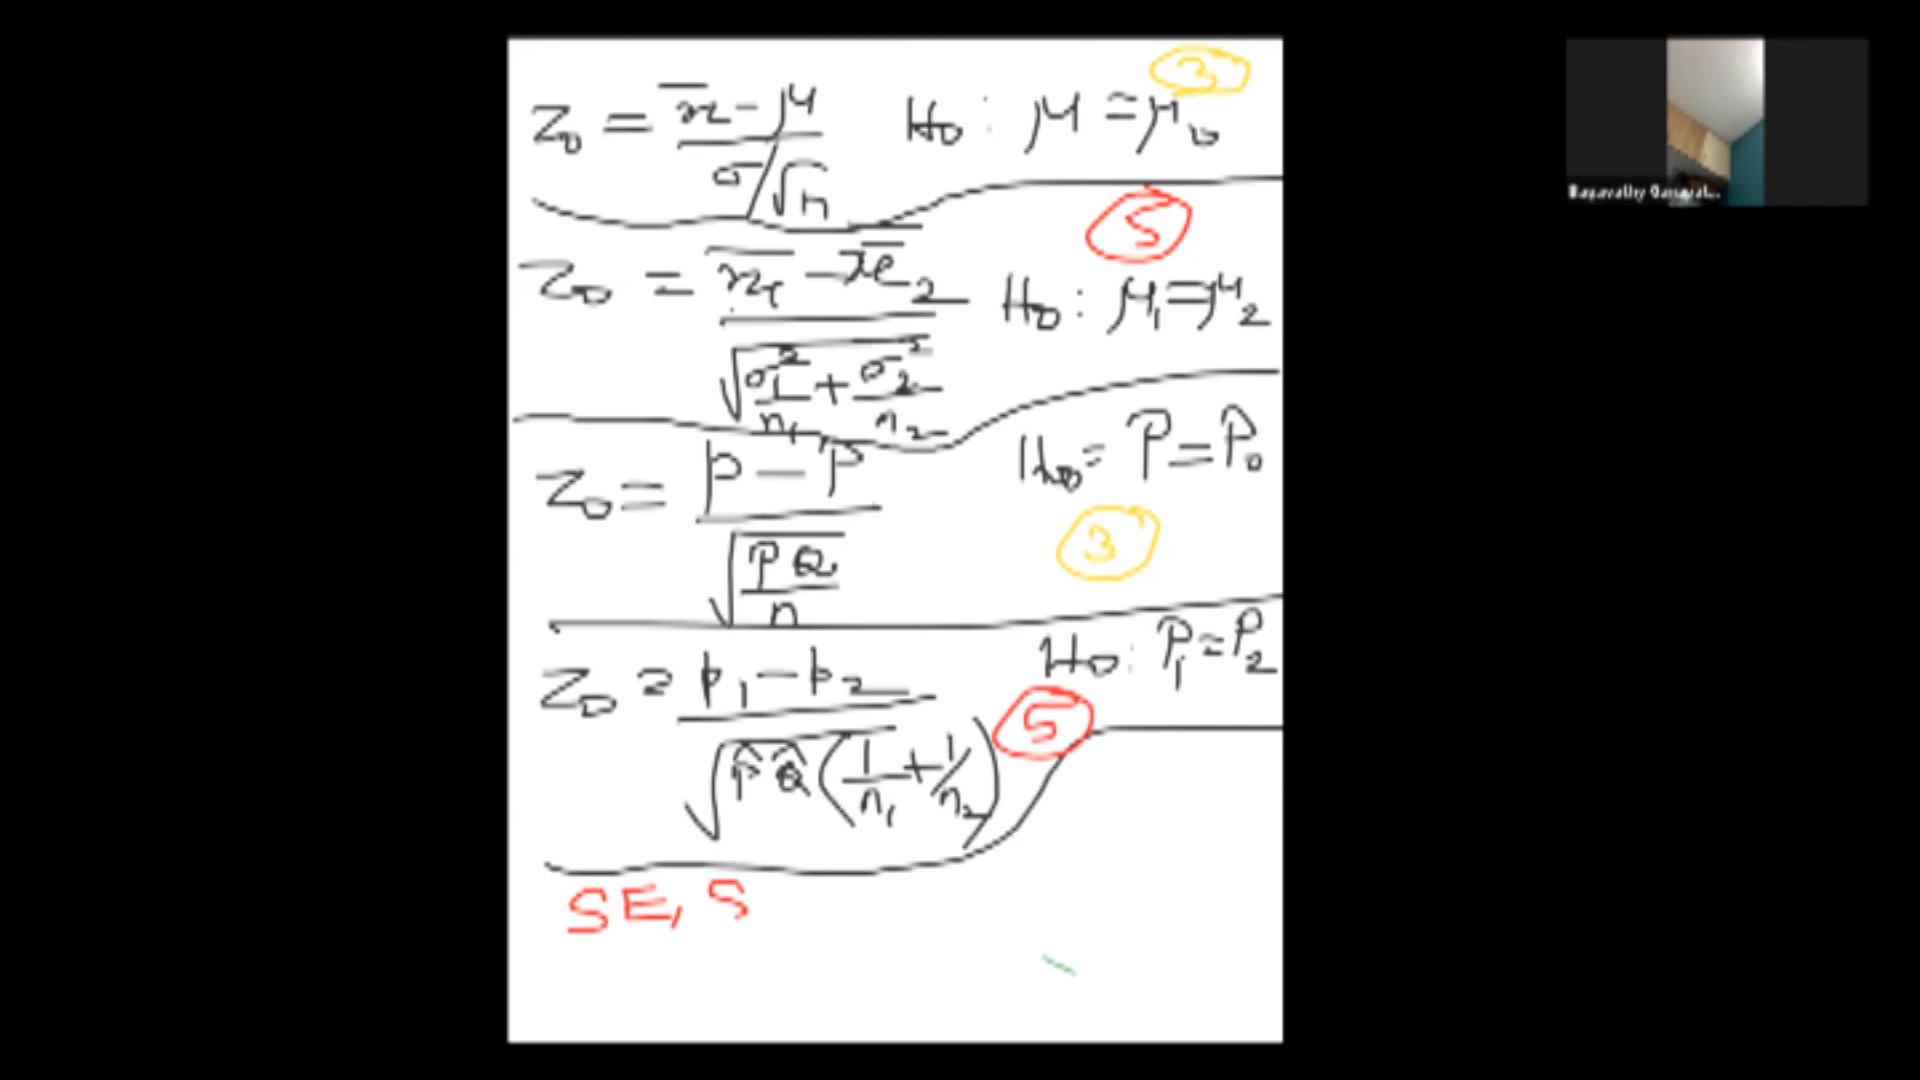 3
Z₀ = (x̄ - μ) / (σ/√n) H₀ : μ = μ₀
5
Z₀ = (x̄₁ - x̄₂) / √(σ₁²/n₁ + σ₂²/n₂) H₀ : μ₁ = μ₂
Z₀ = (p - P) / √(PQ/n) H₀ = P = P₀
3
Z₀ = (p₁ - p₂) / √(P̂Q̂(1/n₁ + 1/n₂)) H₀ : P₁ = P₂
5
SE, S